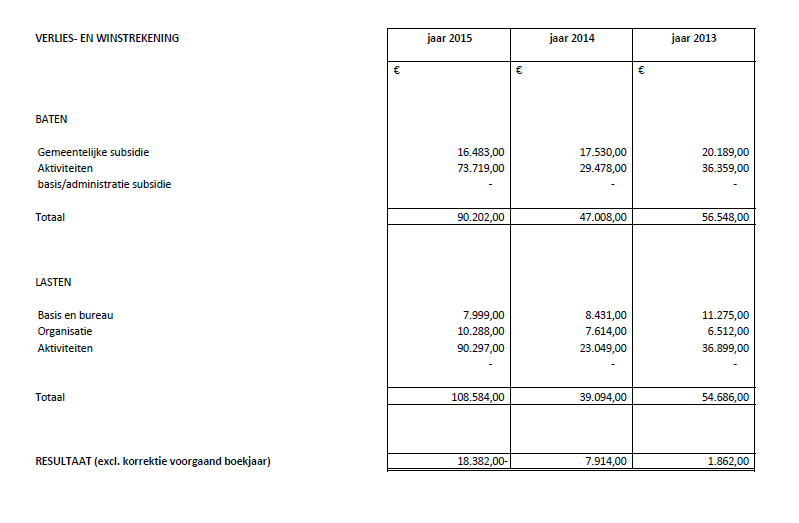 VERLIES- EN WINSTREKENING jaar 2015 jaar 2014 jaar 2013
€ € €
BATEN
Gemeentelijke subsidie 16.483,00 17.530,00 20.189,00
Aktiviteiten 73.719,00 29.478,00 36.359,00
basis/administratie subsidie - - -
Totaal 90.202,00 47.008,00 56.548,00
LASTEN
Basis en bureau 7.999,00 8.431,00 11.275,00
Organisatie 10.288,00 7.614,00 6.512,00
Aktiviteiten 90.297,00 23.049,00 36.899,00
- - -
Totaal 108.584,00 39.094,00 54.686,00
RESULTAAT (excl. korrektie voorgaand boekjaar) 18.382,00- 7.914,00 1.862,00